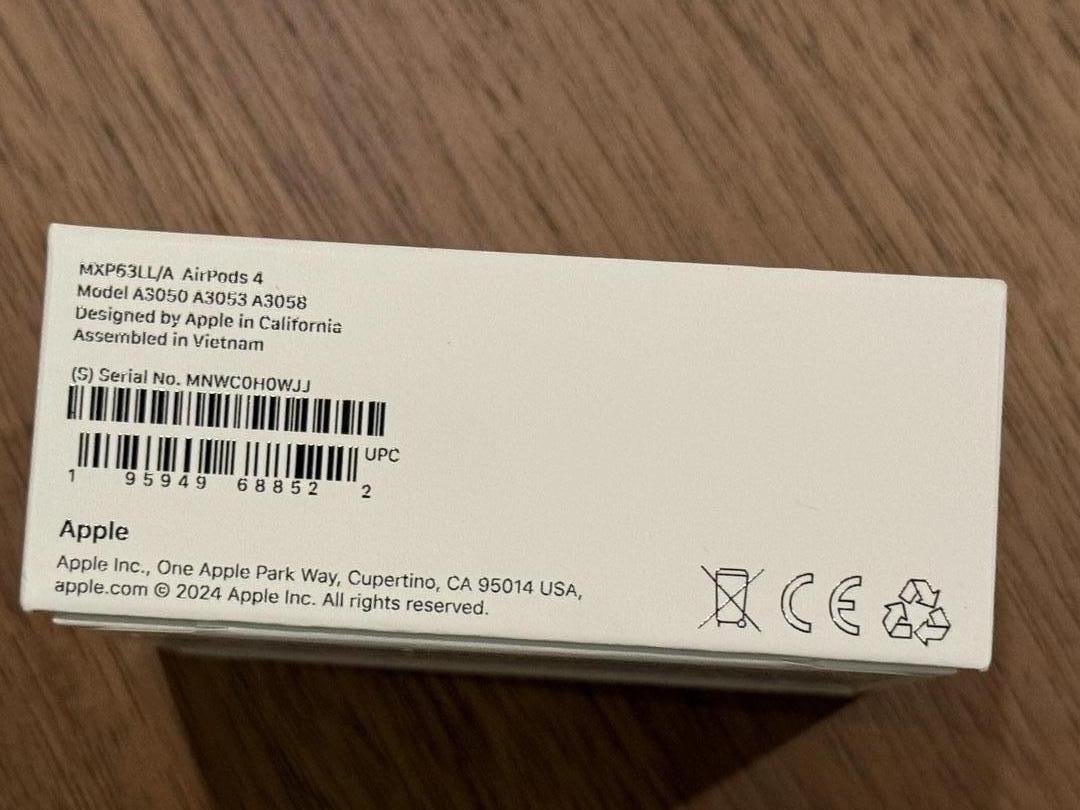 MXP63LL/A AirPods 4
Model A3050 A3053 A3058
Designed by Apple in California
Assembled in Vietnam
(S) Serial No. MNWC0H0WJJ
UPC
1 95949 68852 2
Apple
Apple Inc., One Apple Park Way, Cupertino, CA 95014 USA,
apple.com © 2024 Apple Inc. All rights reserved.
CE